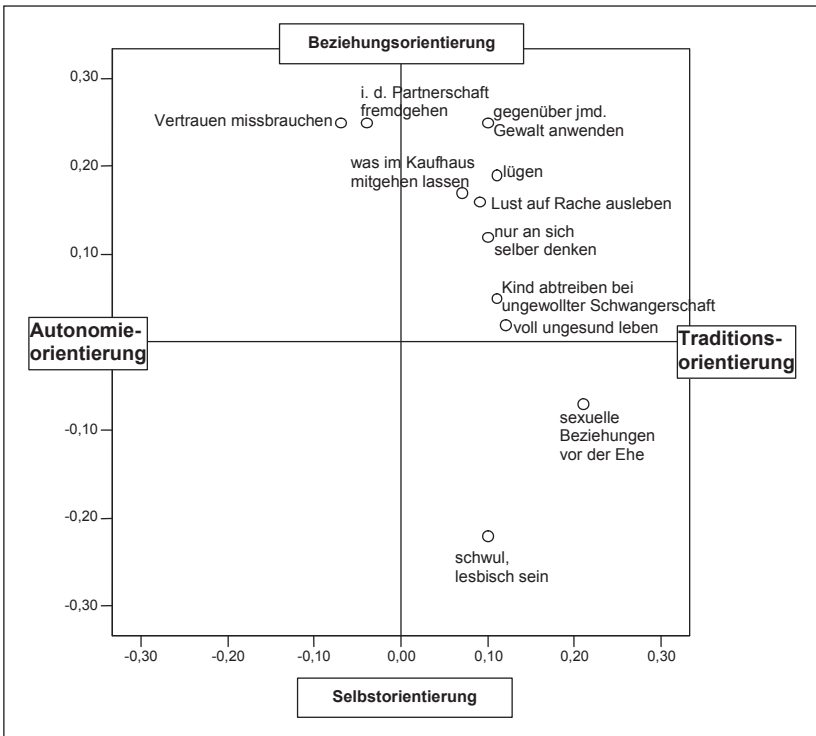 Beziehungsorientierung
0,30
i. d. Partnerschaft
fremdgehen
Vertrauen missbrauchen
gegenüber jmd.
Gewalt anwenden
0,20
was im Kaufhaus
mitgehen lassen
lügen
Lust auf Rache ausleben
0,10
nur an sich
selber denken
Kind abtreiben bei
ungewollter Schwangerschaft
voll ungesund leben
Autonomie-
orientierung
Traditions-
orientierung
-0,10
sexuelle
Beziehungen
vor der Ehe
-0,20
schwul,
lesbisch sein
-0,30
-0,30 -0,20 -0,10 0,00 0,10 0,20 0,30
Selbstorientierung